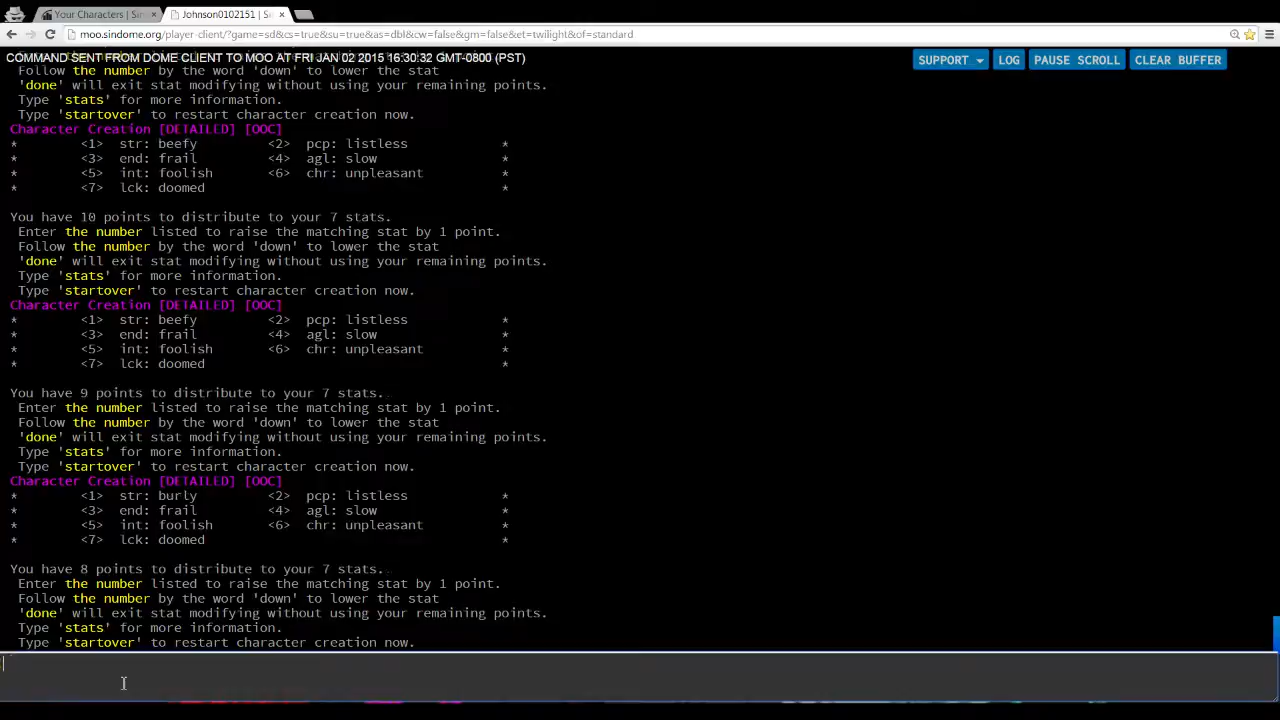 Your Characters | Sin
Johnson0102151 | Si
moo.sindome.org/player-client/?game=sd&cs=true&su=true&as=dbl&cw=false&gm=false&et=twilight&of=standard
COMMAND SENT FROM DOME CLIENT TO MOO AT FRI JAN 02 2015 16:30:32 GMT-0800 (PST)
SUPPORT LOG PAUSE SCROLL CLEAR BUFFER
Follow the number by the word 'down' to lower the stat
'done' will exit stat modifying without using your remaining points.
Type 'stats' for more information.
Type 'startover' to restart character creation now.
Character Creation [DETAILED] [OOC]
* <1> str: beefy <2> pcp: listless *
* <3> end: frail <4> agl: slow *
* <5> int: foolish <6> chr: unpleasant *
* <7> lck: doomed *
You have 10 points to distribute to your 7 stats.
Enter the number listed to raise the matching stat by 1 point.
Follow the number by the word 'down' to lower the stat
'done' will exit stat modifying without using your remaining points.
Type 'stats' for more information.
Type 'startover' to restart character creation now.
Character Creation [DETAILED] [OOC]
* <1> str: beefy <2> pcp: listless *
* <3> end: frail <4> agl: slow *
* <5> int: foolish <6> chr: unpleasant *
* <7> lck: doomed *
You have 9 points to distribute to your 7 stats.
Enter the number listed to raise the matching stat by 1 point.
Follow the number by the word 'down' to lower the stat
'done' will exit stat modifying without using your remaining points.
Type 'stats' for more information.
Type 'startover' to restart character creation now.
Character Creation [DETAILED] [OOC]
* <1> str: burly <2> pcp: listless *
* <3> end: frail <4> agl: slow *
* <5> int: foolish <6> chr: unpleasant *
* <7> lck: doomed *
You have 8 points to distribute to your 7 stats.
Enter the number listed to raise the matching stat by 1 point.
Follow the number by the word 'down' to lower the stat
'done' will exit stat modifying without using your remaining points.
Type 'stats' for more information.
Type 'startover' to restart character creation now.